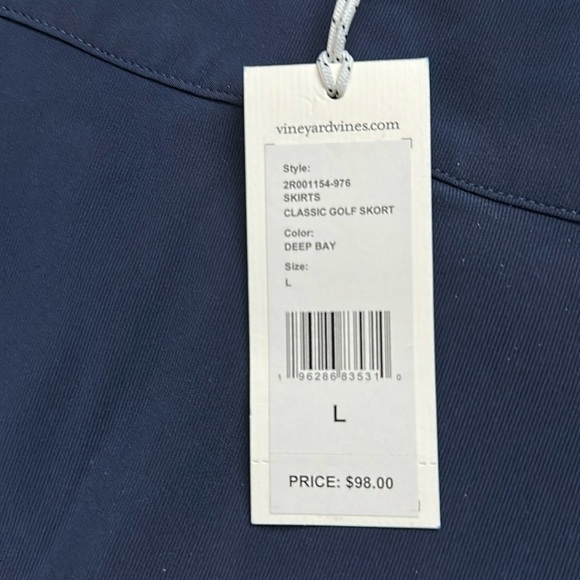 vineyardvines.com
Style:
2R001154-976
SKIRTS
CLASSIC GOLF SKORT
Color:
DEEP BAY
Size:
L
1 96286 83531 0
L
PRICE: $98.00